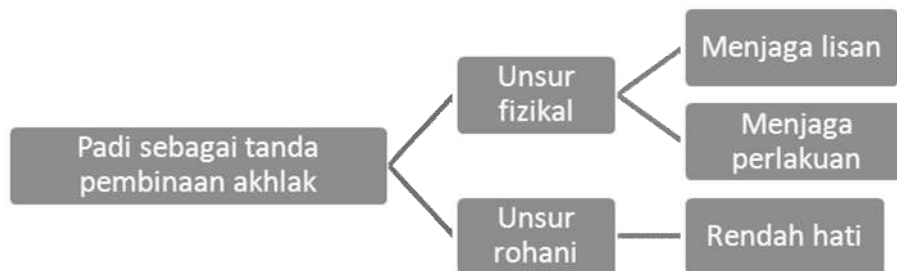 Padi sebagai tanda
pembinaan akhlak
Unsur
fizikal
Menjaga lisan
Menjaga
perlakuan
Unsur
rohani
Rendah hati